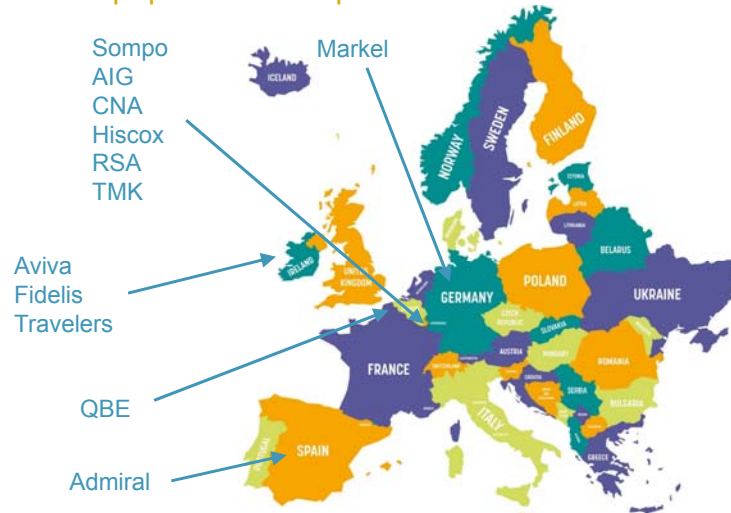 Sompo
AIG
CNA
Hiscox
RSA
TMK
Markel
Aviva
Fidelis
Travelers
QBE
Admiral
ICELAND
NORWAY
SWEDEN
FINLAND
ESTONIA
LATVIA
LITHUANIA
BELARUS
IRELAND
UNITED
KINGDOM
GERMANY
POLAND
UKRAINE
CZECH
REPUBLIC
SLOVAKIA
FRANCE
SWITZERLAND
AUSTRIA
HUNGARY
ROMANIA
CROATIA
SERBIA
BULGARIA
ITALY
PORTUGAL
SPAIN
GREECE